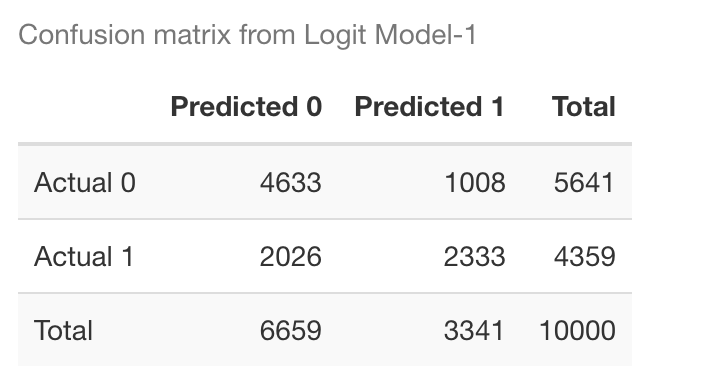 Confusion matrix from Logit Model-1
Predicted 0 Predicted 1 Total
Actual 0 4633 1008 5641
Actual 1 2026 2333 4359
Total 6659 3341 10000